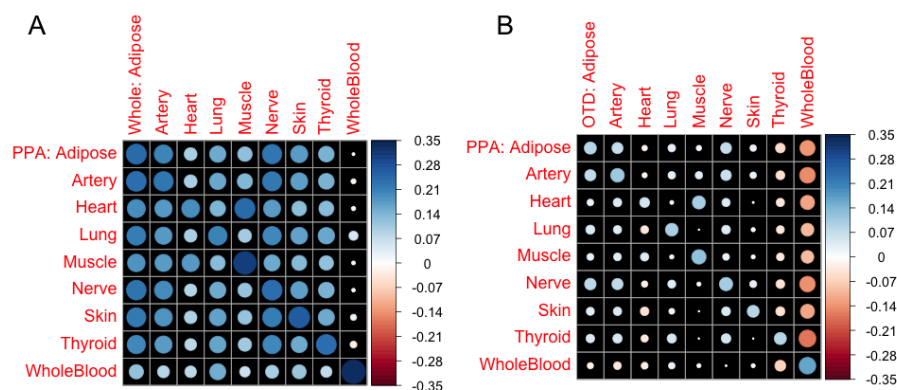 A
Whole: Adipose
Artery
Heart
Lung
Muscle
Nerve
Skin
Thyroid
WholeBlood
PPA: Adipose
Artery
Heart
Lung
Muscle
Nerve
Skin
Thyroid
WholeBlood
0.35
0.28
0.21
0.14
0.07
0
-0.07
-0.14
-0.21
-0.28
-0.35
B
OTD: Adipose
Artery
Heart
Lung
Muscle
Nerve
Skin
Thyroid
WholeBlood
PPA: Adipose
Artery
Heart
Lung
Muscle
Nerve
Skin
Thyroid
WholeBlood
0.35
0.28
0.21
0.14
0.07
0
-0.07
-0.14
-0.21
-0.28
-0.35